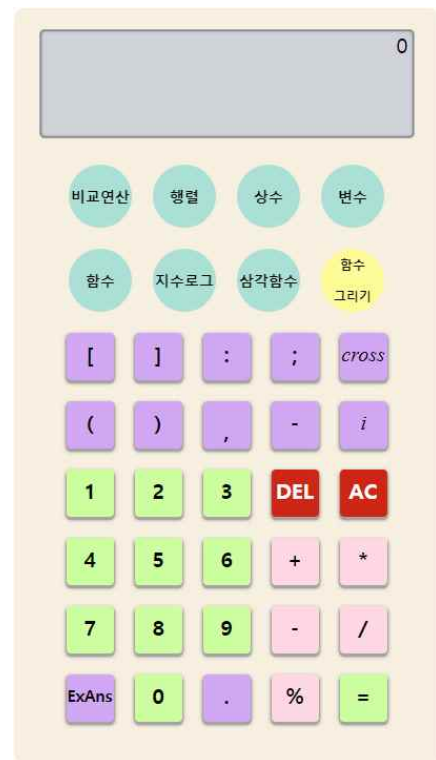 0
비교연산 행렬 상수 변수
함수 지수로그 삼각함수 함수
그리기
[ ] : ; cross
( ) , - i
1 2 3 DEL AC
4 5 6 + *
7 8 9 - /
ExAns 0 . % =